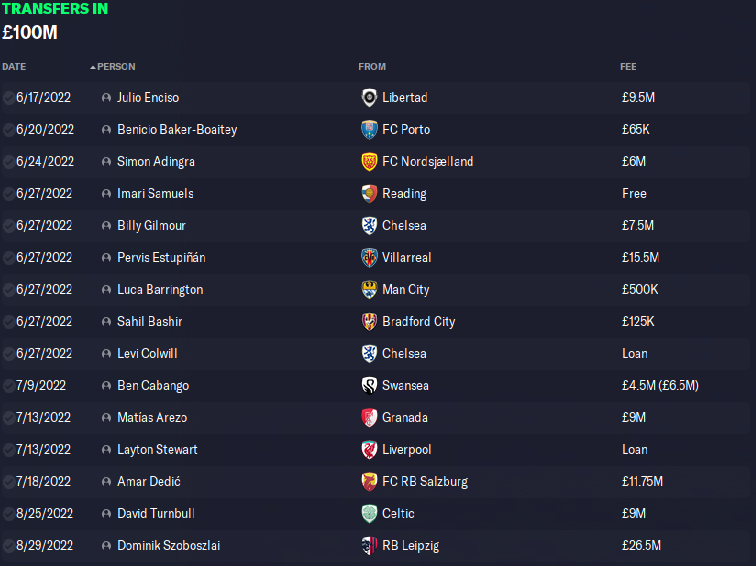 TRANSFERS IN
£100M
DATE PERSON FROM FEE
6/17/2022 Julio Enciso Libertad £9.5M
6/20/2022 Benicio Baker-Boaitey FC Porto £65K
6/24/2022 Simon Adingra FC Nordsjælland £6M
6/27/2022 Imari Samuels Reading Free
6/27/2022 Billy Gilmour Chelsea £7.5M
6/27/2022 Pervis Estupiñán Villarreal £15.5M
6/27/2022 Luca Barrington Man City £500K
6/27/2022 Sahil Bashir Bradford City £125K
6/27/2022 Levi Colwill Chelsea Loan
7/9/2022 Ben Cabango Swansea £4.5M (£6.5M)
7/13/2022 Matías Arezo Granada £9M
7/13/2022 Layton Stewart Liverpool Loan
7/18/2022 Amar Dedić FC RB Salzburg £11.75M
8/25/2022 David Turnbull Celtic £9M
8/29/2022 Dominik Szoboszlai RB Leipzig £26.5M